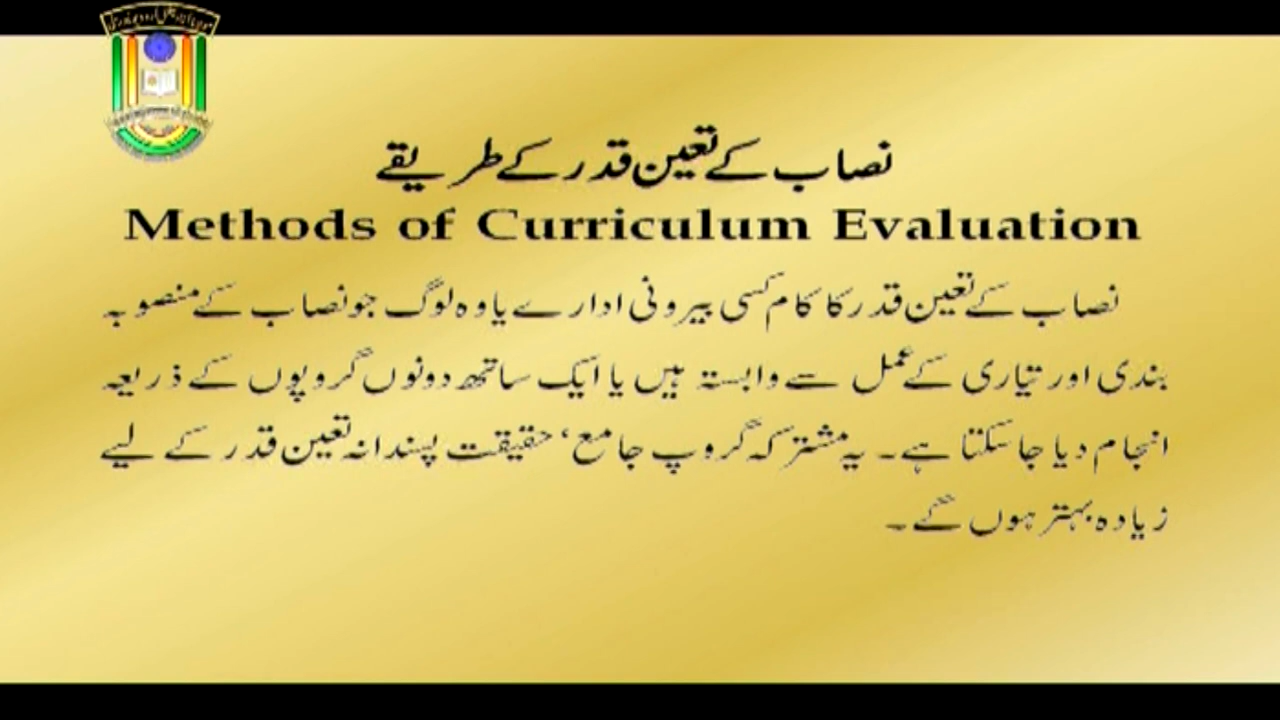 نصاب کے تعین قدر کے طریقے
Methods of Curriculum Evaluation
نصاب کے تعین قدر کا کام کسی بیرونی ادارے یا وہ لوگ جو نصاب کے منصوبہ
بندی اور تیاری کے عمل سے وابستہ ہیں یا ایک ساتھ دونوں گروپوں کے ذریعہ
انجام دیا جا سکتا ہے۔ یہ مشترکہ گروپ جامع، حقیقت پسندانہ تعین قدر کے لیے
زیادہ بہتر ہوں گے۔